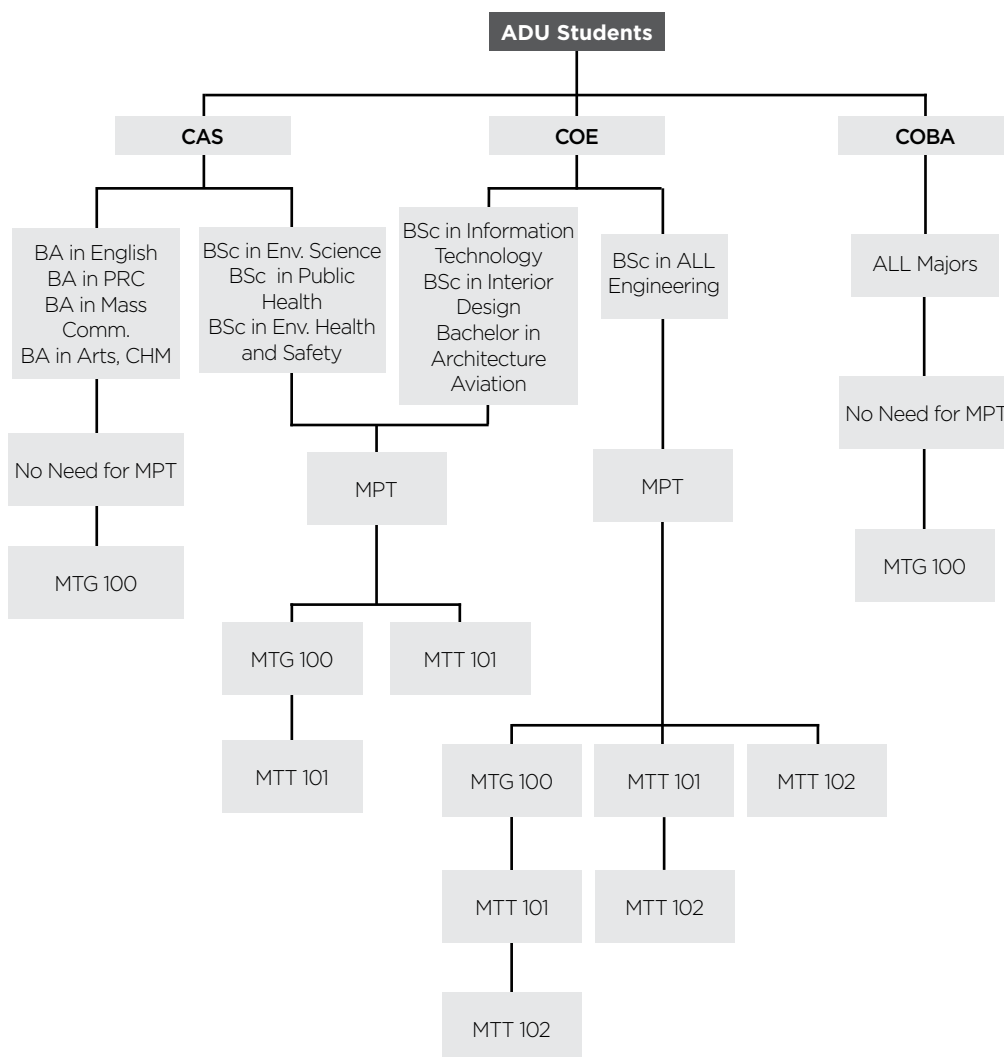 ADU Students
CAS
COE
COBA
BA in English
BA in PRC
BA in Mass
Comm.
BA in Arts, CHM
BSc in Env. Science
BSc in Public
Health
BSc in Env. Health
and Safety
BSc in Information
Technology
BSc in Interior
Design
Bachelor in
Architecture
Aviation
BSc in ALL
Engineering
ALL Majors
No Need for MPT
MPT
MPT
No Need for MPT
MTG 100
MTG 100
MTG 100
MTT 101
MTT 101
MTG 100
MTT 101
MTT 102
MTT 101
MTT 102
MTT 102